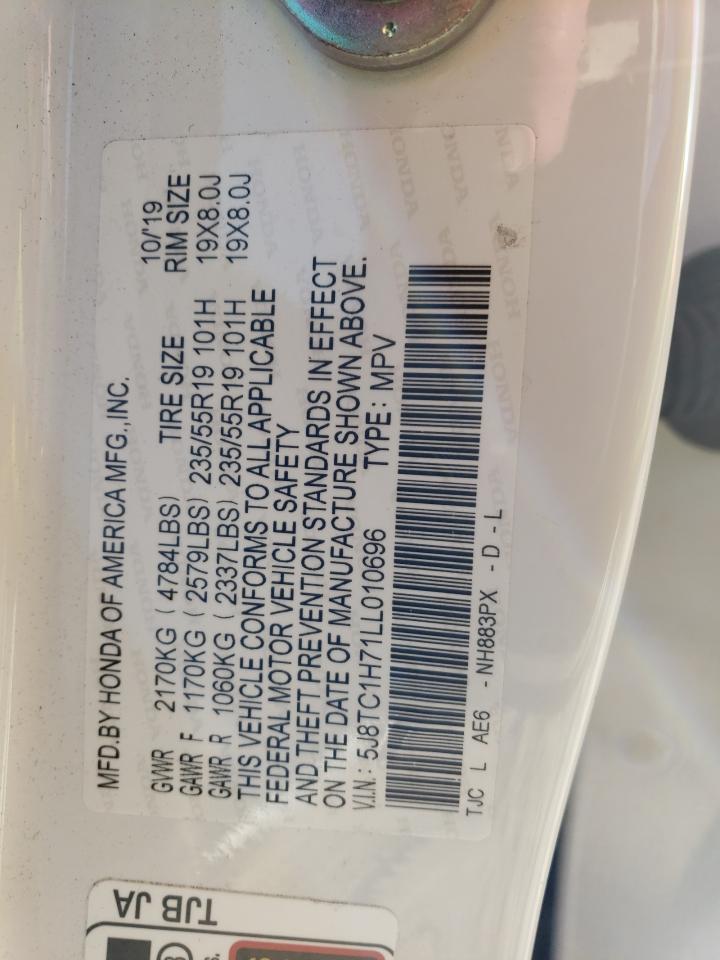 MFD.BY HONDA OF AMERICA MFG.,INC. 10/'19
GVWR 2170KG ( 4784LBS) TIRE SIZE RIM SIZE
GAWR F 1170KG ( 2579LBS) 235/55R19 101H 19X8.0J
GAWR R 1060KG ( 2337LBS) 235/55R19 101H 19X8.0J
THIS VEHICLE CONFORMS TO ALL APPLICABLE
FEDERAL MOTOR VEHICLE SAFETY
AND THEFT PREVENTION STANDARDS IN EFFECT
ON THE DATE OF MANUFACTURE SHOWN ABOVE.
V.I.N.: 5J8TC1H71LL010696 TYPE: MPV
TJC L AE6 - NH883PX - D - L
TJB JA